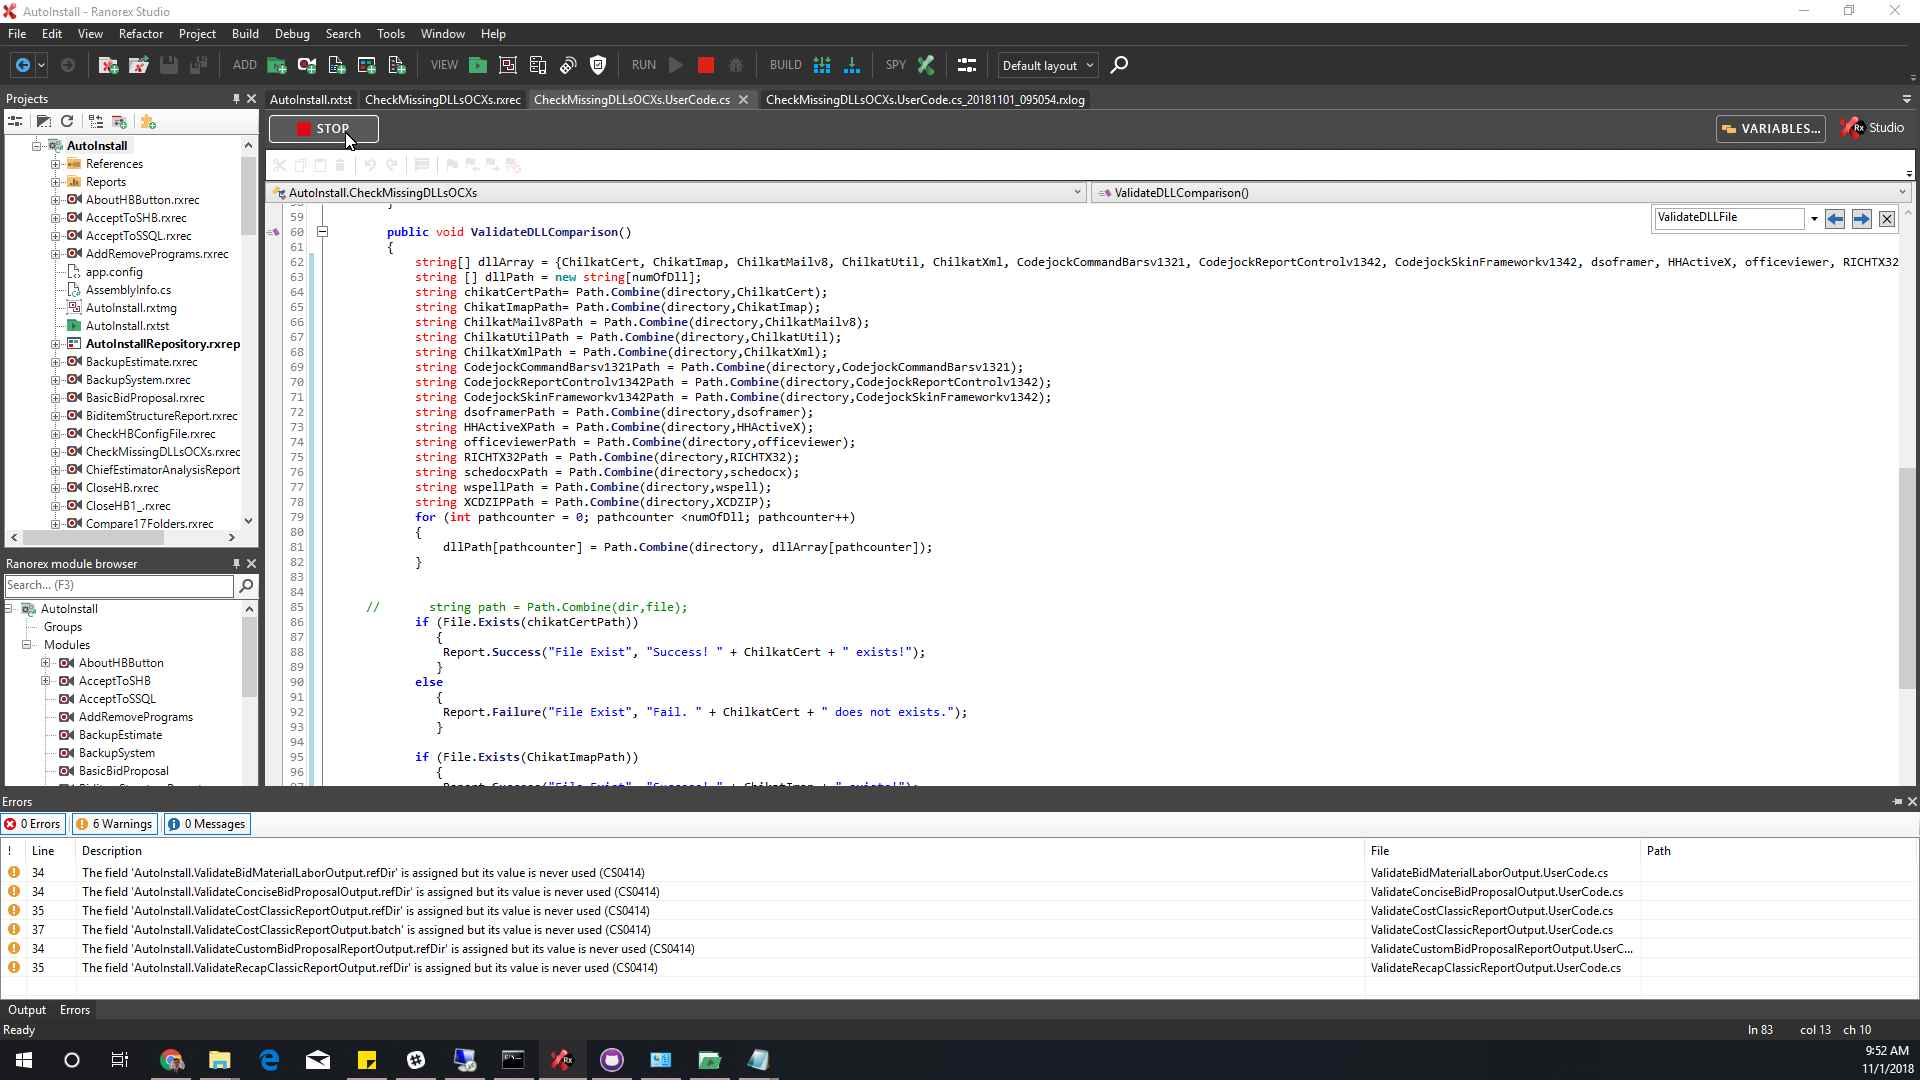 AutoInstall - Ranorex Studio
File Edit View Refactor Project Build Debug Search Tools Window Help
ADD VIEW RUN BUILD SPY Default layout
Projects
AutoInstall.rxtst CheckMissingDLLsOCXs.rxrec CheckMissingDLLsOCXs.UserCode.cs CheckMissingDLLsOCXs.UserCode.cs_20181101_095054.rxlog
STOP VARIABLES... Rx Studio
AutoInstall
References
Reports
AboutHBButton.rxrec
AcceptToSHB.rxrec
AcceptToSSQL.rxrec
AddRemovePrograms.rxrec
app.config
AssemblyInfo.cs
AutoInstall.rxtmg
AutoInstall.rxtst
AutoInstallRepository.rxrep
BackupEstimate.rxrec
BackupSystem.rxrec
BasicBidProposal.rxrec
BiditemStructureReport.rxrec
CheckHBConfigFile.rxrec
CheckMissingDLLsOCXs.rxrec
ChiefEstimatorAnalysisReport
CloseHB.rxrec
CloseHB1_.rxrec
Compare17Folders.rxrec
Ranorex module browser
Search... (F3)
AutoInstall
Groups
Modules
AboutHBButton
AcceptToSHB
AcceptToSSQL
AddRemovePrograms
BackupEstimate
BackupSystem
BasicBidProposal
AutoInstall.CheckMissingDLLsOCXs ValidateDLLComparison()
ValidateDLLFile
58 }
59
60 public void ValidateDLLComparison()
61 {
62 string[] dllArray = {ChilkatCert, ChikatImap, ChilkatMailv8, ChilkatUtil, ChilkatXml, CodejockCommandBarsv1321, CodejockReportControlv1342, CodejockSkinFrameworkv1342, dsoframer, HHActiveX, officeviewer, RICHTX32
63 string [] dllPath = new string[numOfDll];
64 string chikatCertPath= Path.Combine(directory,ChilkatCert);
65 string ChikatImapPath= Path.Combine(directory,ChikatImap);
66 string ChilkatMailv8Path = Path.Combine(directory,ChilkatMailv8);
67 string ChilkatUtilPath = Path.Combine(directory,ChilkatUtil);
68 string ChilkatXmlPath = Path.Combine(directory,ChilkatXml);
69 string CodejockCommandBarsv1321Path = Path.Combine(directory,CodejockCommandBarsv1321);
70 string CodejockReportControlv1342Path = Path.Combine(directory,CodejockReportControlv1342);
71 string CodejockSkinFrameworkv1342Path = Path.Combine(directory,CodejockSkinFrameworkv1342);
72 string dsoframerPath = Path.Combine(directory,dsoframer);
73 string HHActiveXPath = Path.Combine(directory,HHActiveX);
74 string officeviewerPath = Path.Combine(directory,officeviewer);
75 string RICHTX32Path = Path.Combine(directory,RICHTX32);
76 string schedocxPath = Path.Combine(directory,schedocx);
77 string wspellPath = Path.Combine(directory,wspell);
78 string XCDZIPPath = Path.Combine(directory,XCDZIP);
79 for (int pathcounter = 0; pathcounter <numOfDll; pathcounter++)
80 {
81 dllPath[pathcounter] = Path.Combine(directory, dllArray[pathcounter]);
82 }
83
84
85 // string path = Path.Combine(dir,file);
86 if (File.Exists(chikatCertPath))
87 {
88 Report.Success("File Exist", "Success! " + ChilkatCert + " exists!");
89 }
90 else
91 {
92 Report.Failure("File Exist", "Fail. " + ChilkatCert + " does not exists.");
93 }
94
95 if (File.Exists(ChikatImapPath))
96 {
97 Report.Success("File Exist", "Success! " + ChikatImap + " exists!");
Errors
0 Errors 6 Warnings 0 Messages
! Line Description File Path
34 The field 'AutoInstall.ValidateBidMaterialLaborOutput.refDir' is assigned but its value is never used (CS0414) ValidateBidMaterialLaborOutput.UserCode.cs
34 The field 'AutoInstall.ValidateConciseBidProposalOutput.refDir' is assigned but its value is never used (CS0414) ValidateConciseBidProposalOutput.UserCode.cs
35 The field 'AutoInstall.ValidateCostClassicReportOutput.refDir' is assigned but its value is never used (CS0414) ValidateCostClassicReportOutput.UserCode.cs
37 The field 'AutoInstall.ValidateCostClassicReportOutput.batch' is assigned but its value is never used (CS0414) ValidateCostClassicReportOutput.UserCode.cs
34 The field 'AutoInstall.ValidateCustomBidProposalReportOutput.refDir' is assigned but its value is never used (CS0414) ValidateCustomBidProposalReportOutput.UserC...
35 The field 'AutoInstall.ValidateRecapClassicReportOutput.refDir' is assigned but its value is never used (CS0414) ValidateRecapClassicReportOutput.UserCode.cs
Output Errors
Ready Ln 83 col 13 ch 10
9:52 AM
11/1/2018